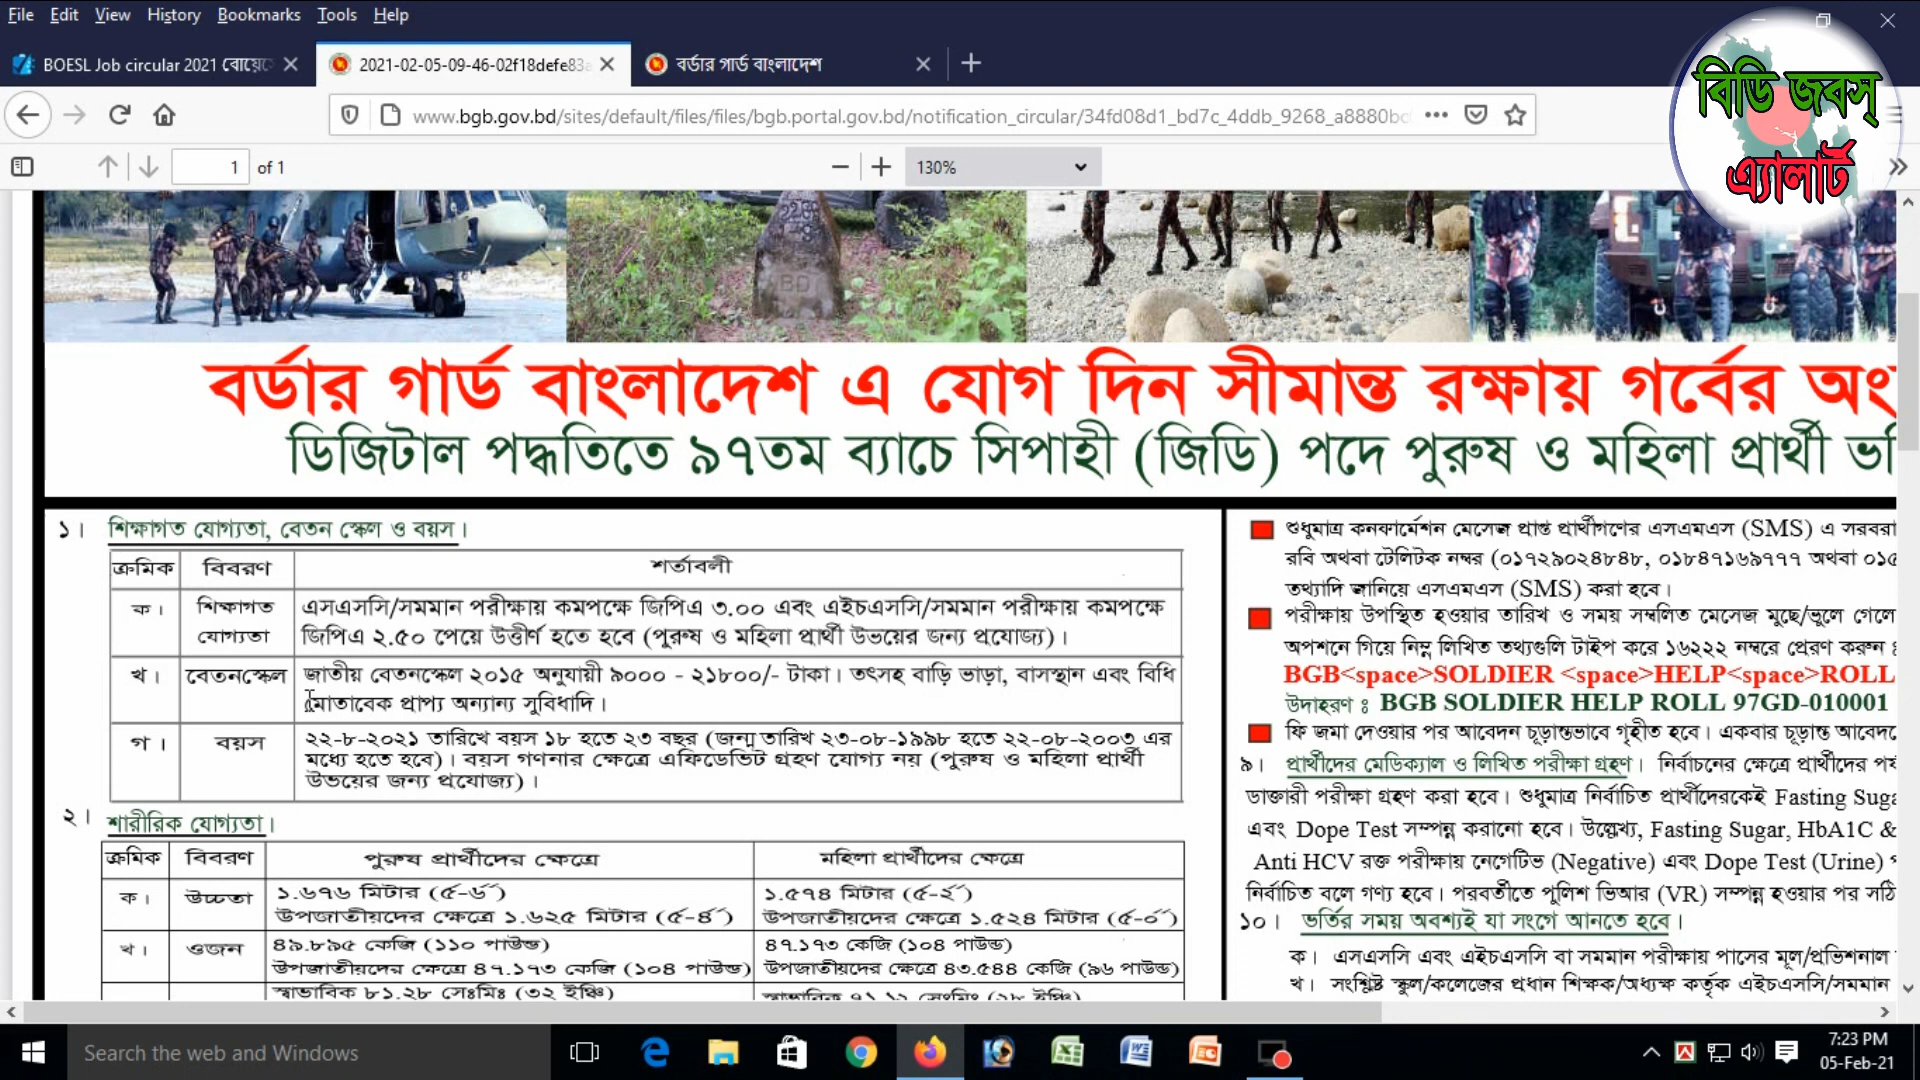 File Edit View History Bookmarks Tools Help
BOESL Job circular 2021
2021-02-05-09-46-02f18defe83
বর্ডার গার্ড বাংলাদেশ
www.bgb.gov.bd/sites/default/files/files/bgb.portal.gov.bd/notification_circular/34fd08d1_bd7c_4ddb_9268_a8880b
বিডি জবস্
এ্যালার্ট
1 of 1
130%
বর্ডার গার্ড বাংলাদেশ এ যোগ দিন সীমান্ত রক্ষায় গর্বের
ডিজিটাল পদ্ধতিতে ৯৭তম ব্যাচে সিপাহী (জিডি) পদে পুরুষ ও মহিলা প্রার্থী
১। শিক্ষাগত যোগ্যতা, বেতন স্কেল ও বয়স।
ক্রমিক বিবরণ শর্তাবলী
ক। শিক্ষাগত যোগ্যতা এসএসসি/সমমান পরীক্ষায় কমপক্ষে জিপিএ ৩.০০ এবং এইচএসসি/সমমান পরীক্ষায় কমপক্ষে
জিপিএ ২.৫০ পেয়ে উত্তীর্ণ হতে হবে (পুরুষ ও মহিলা প্রার্থী উভয়ের জন্য প্রযোজ্য)।
খ। বেতনস্কেল জাতীয় বেতনস্কেল ২০১৫ অনুযায়ী ৯০০০ - ২১৮০০/- টাকা। তৎসহ বাড়ি ভাড়া, বাসস্থান এবং বিধি
মোতাবেক প্রাপ্য অন্যান্য সুবিধাদি।
গ। বয়স ২২-৮-২০২১ তারিখে বয়স ১৮ হতে ২৩ বছর (জন্ম তারিখ ২৩-০৮-১৯৯৮ হতে ২২-০৮-২০০৩ এর
মধ্যে হতে হবে)। বয়স গণনার ক্ষেত্রে এফিডেভিট গ্রহণ যোগ্য নয় (পুরুষ ও মহিলা প্রার্থী
উভয়ের জন্য প্রযোজ্য)।
২। শারীরিক যোগ্যতা।
ক্রমিক বিবরণ পুরুষ প্রার্থীদের ক্ষেত্রে মহিলা প্রার্থীদের ক্ষেত্রে
ক। উচ্চতা ১.৬৭৬ মিটার (৫'-৬") ১.৫৭৪ মিটার (৫'-২")
উপজাতীয়দের ক্ষেত্রে ১.৬২৫ মিটার (৫'-৪") উপজাতীয়দের ক্ষেত্রে ১.৫২৪ মিটার (৫'-০")
খ। ওজন ৪৯.৮৯৫ কেজি (১১০ পাউন্ড) ৪৭.১৭৩ কেজি (১০৪ পাউন্ড)
উপজাতীয়দের ক্ষেত্রে ৪৭.১৭৩ কেজি (১০৪ পাউন্ড) উপজাতীয়দের ক্ষেত্রে ৪৩.৫৪৪ কেজি (৯৬ পাউন্ড)
স্বাভাবিক ৮১.২৮ সেঃমিঃ (৩২ ইঞ্চি) স্বাভাবিক ৭১.১২ সেঃমিঃ (২৮ ইঞ্চি)
শুধুমাত্র কনফার্মেশন মেসেজ প্রাপ্ত প্রার্থীগণের এসএমএস (SMS) এ সরবরা
রবি অথবা টেলিটক নম্বর (০১৭২৯০২৪৮৪৮, ০১৮৪৭১৬৯৭৭৭ অথবা ০১৫
তথ্যাদি জানিয়ে এসএমএস (SMS) করা হবে।
পরীক্ষায় উপস্থিত হওয়ার তারিখ ও সময় সম্বলিত মেসেজ মুছে/ভুলে গেলে
অপশনে গিয়ে নিম্ন লিখিত তথ্যগুলি টাইপ করে ১৬২২২ নম্বরে প্রেরণ করুন ঃ
BGB<space>SOLDIER <space>HELP<space>ROLL
উদাহরণ ঃ BGB SOLDIER HELP ROLL 97GD-010001
ফি জমা দেওয়ার পর আবেদন চূড়ান্তভাবে গৃহীত হবে। একবার চূড়ান্ত
৯। প্রার্থীদের মেডিক্যাল ও লিখিত পরীক্ষা গ্রহণ। নির্বাচনের ক্ষেত্রে প্রার্থীদের
ডাক্তারী পরীক্ষা গ্রহণ করা হবে। শুধুমাত্র নির্বাচিত প্রার্থীদেরকেই Fasting Suga
এবং Dope Test সম্পন্ন করানো হবে। উল্লেখ্য, Fasting Sugar, HbA1C &
Anti HCV রক্ত পরীক্ষায় নেগেটিভ (Negative) এবং Dope Test (Urine)
নির্বাচিত বলে গণ্য হবে। পরবর্তীতে পুলিশ ভিআর (VR) সম্পন্ন হওয়ার পর
১০। ভর্তির সময় অবশ্যই যা সংগে আনতে হবে।
ক। এসএসসি এবং এইচএসসি বা সমমান পরীক্ষায় পাসের মূল/প্রভিশনাল
খ। সংশ্লিষ্ট স্কুল/কলেজের প্রধান শিক্ষক/অধ্যক্ষ কর্তৃক এইচএসসি/সমমান
Search the web and Windows
7:23 PM
05-Feb-21